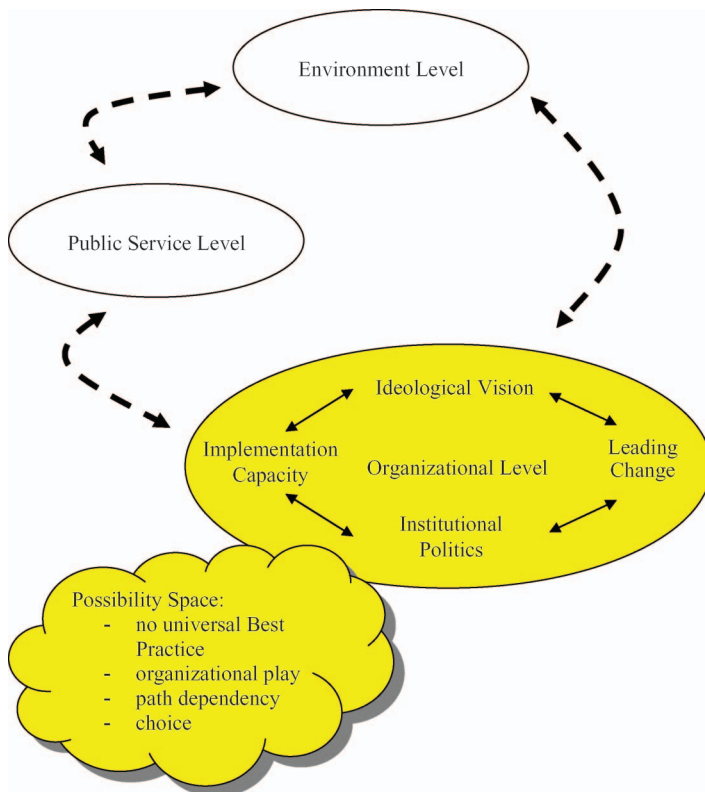 Environment Level
Public Service Level
Ideological Vision
Implementation
Capacity
Organizational Level
Leading
Change
Institutional
Politics
Possibility Space:
- no universal Best
Practice
- organizational play
- path dependency
- choice